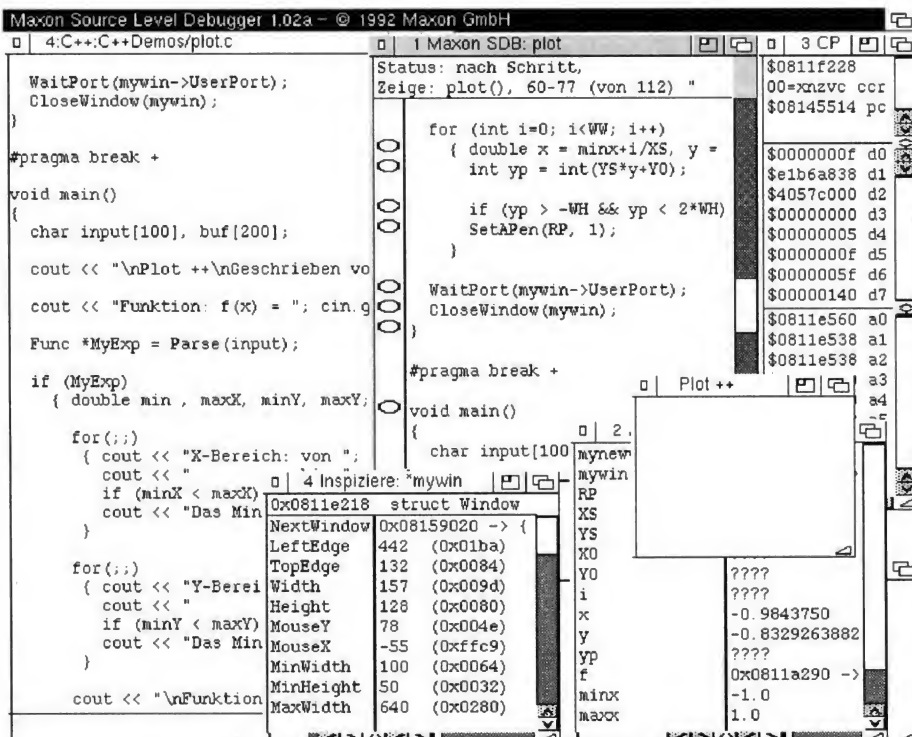 Maxon Source Level Debugger 1.02a – © 1992 Maxon GmbH
4:C++:C++Demos/plot.c
WaitPort(mywin->UserPort);
CloseWindow(mywin);
}
#pragma break +
void main()
{
char input[100], buf[200];
cout << "\nPlot ++\nGeschrieben vo
cout << "Funktion: f(x) = "; cin.g
Func *MyExp = Parse(input);
if (MyExp)
{ double min , maxX, minY, maxY;
for(;;)
{ cout << "X-Bereich: von ";
cout << "
if (minX < maxX)
cout << "Das Min
}
for(;;)
{ cout << "Y-Berei
cout << "
if (minY < maxY)
cout << "Das Min
}
cout << "\nFunktion
1 Maxon SDB: plot
Status: nach Schritt,
Zeige: plot(), 60-77 (von 112) "
for (int i=0; i<WW; i++)
{ double x = minx+i/XS, y =
int yp = int(YS*y+Y0);
if (yp > -WH && yp < 2*WH)
SetAPen(RP, 1);
}
WaitPort(mywin->UserPort);
CloseWindow(mywin);
}
#pragma break +
void main()
{
char input[100
3 CP
$0811f228
00=xnzvc ccr
$08145514 pc
$0000000f d0
$e1b6a838 d1
$4057c000 d2
$00000000 d3
$00000005 d4
$0000000f d5
$0000005f d6
$00000140 d7
$0811e560 a0
$0811e538 a1
$0811e538 a2
a3
a4
Plot ++
4 Inspiziere: *mywin
0x0811e218 struct Window
NextWindow 0x08159020 -> {
LeftEdge 442 (0x01ba)
TopEdge 132 (0x0084)
Width 157 (0x009d)
Height 128 (0x0080)
MouseY 78 (0x004e)
MouseX -55 (0xffc9)
MinWidth 100 (0x0064)
MinHeight 50 (0x0032)
MaxWidth 640 (0x0280)
2
mynew
mywin
RP
XS
YS
X0
Y0 ????
i ????
x -0.9843750
y -0.8329263882
yp ????
f 0x0811a290 ->
minx -1.0
maxx 1.0